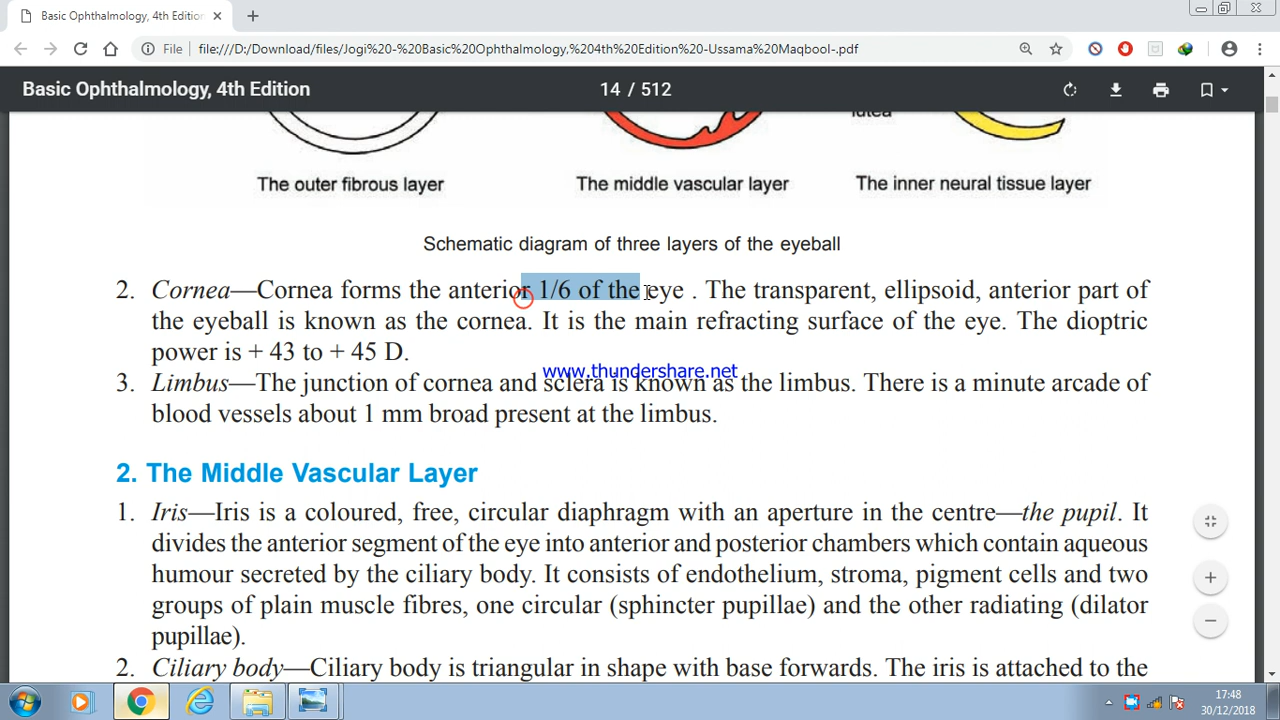 Basic Ophthalmology, 4th Edition
File
file:///D:/Download/files/Jogi%20-%20Basic%20Ophthalmology,%204th%20Edition%20-Ussama%20Maqbool-.pdf
Basic Ophthalmology, 4th Edition
14 / 512
The outer fibrous layer
The middle vascular layer
The inner neural tissue layer
Schematic diagram of three layers of the eyeball
2. Cornea—Cornea forms the anterior 1/6 of the eye . The transparent, ellipsoid, anterior part of
the eyeball is known as the cornea. It is the main refracting surface of the eye. The dioptric
power is + 43 to + 45 D.
www.thundershare.net
3. Limbus—The junction of cornea and sclera is known as the limbus. There is a minute arcade of
blood vessels about 1 mm broad present at the limbus.
2. The Middle Vascular Layer
1. Iris—Iris is a coloured, free, circular diaphragm with an aperture in the centre—the pupil. It
divides the anterior segment of the eye into anterior and posterior chambers which contain aqueous
humour secreted by the ciliary body. It consists of endothelium, stroma, pigment cells and two
groups of plain muscle fibres, one circular (sphincter pupillae) and the other radiating (dilator
pupillae).
2. Ciliary body—Ciliary body is triangular in shape with base forwards. The iris is attached to the
17:48
30/12/2018